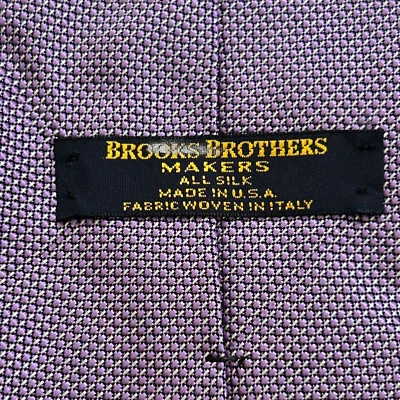 BROOKS BROTHERS
MAKERS
ALL SILK
MADE IN U.S.A.
FABRIC WOVEN IN ITALY